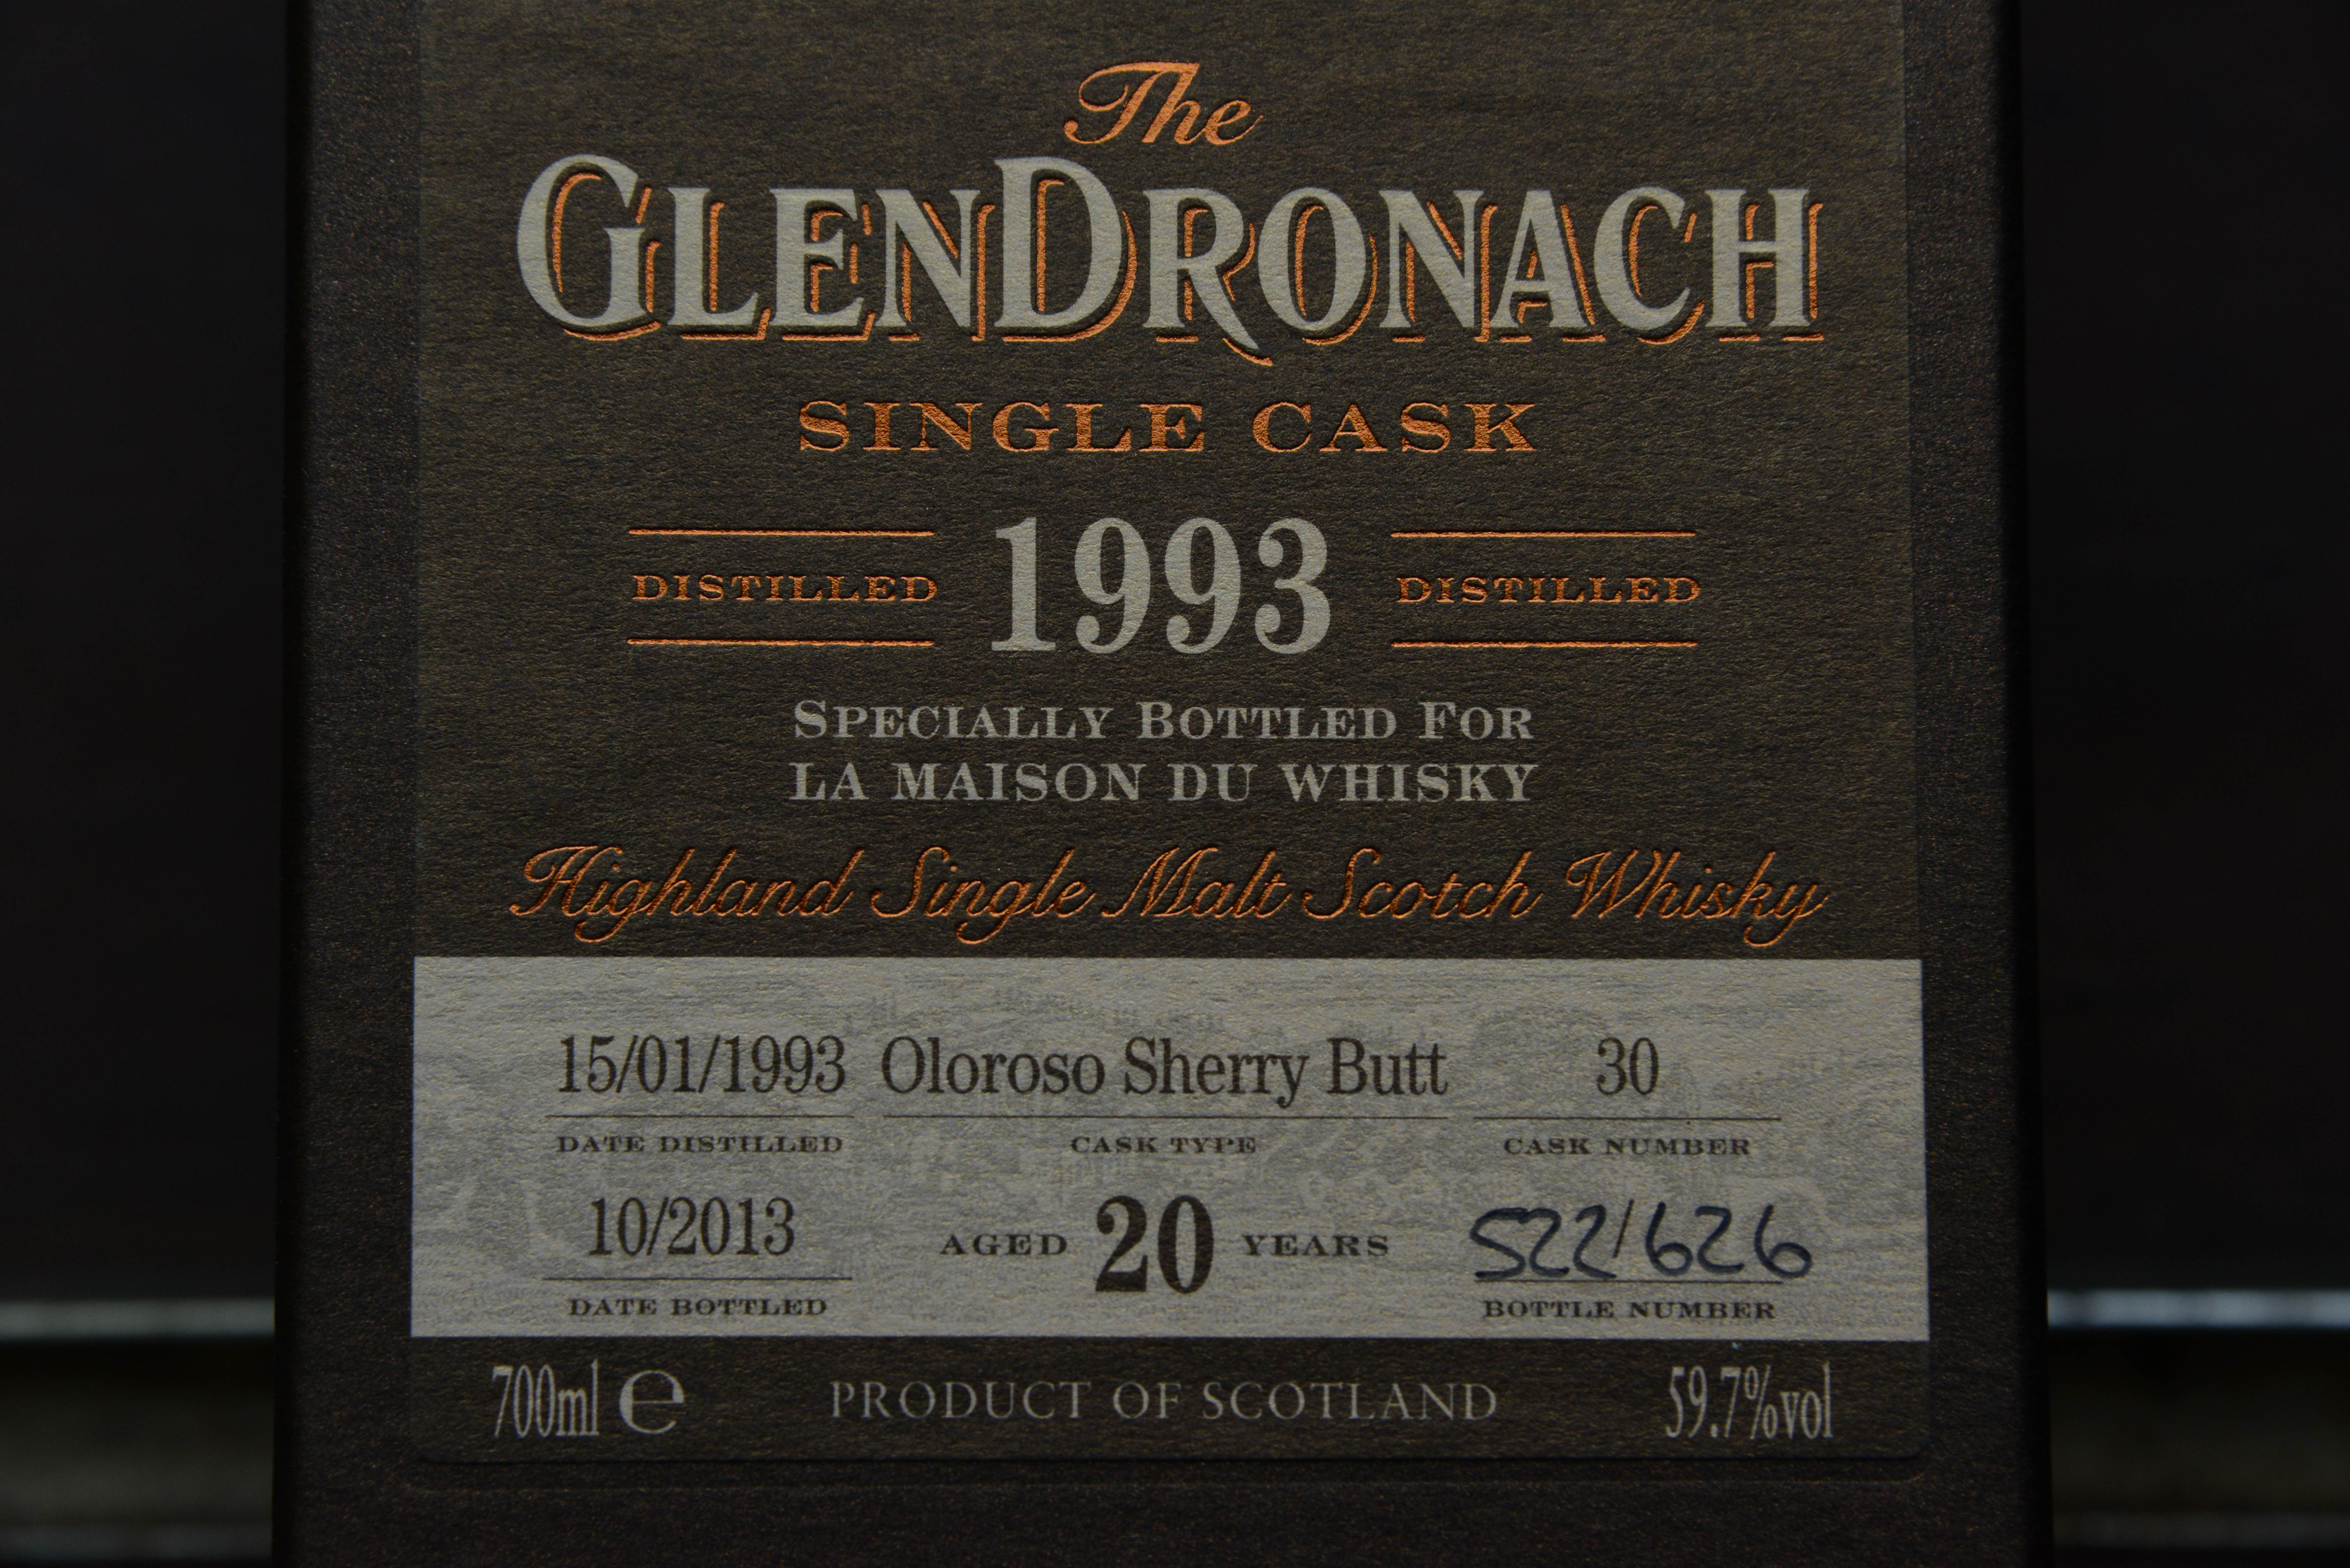 The
GLENDRONACH
SINGLE CASK
DISTILLED 1993 DISTILLED
SPECIALLY BOTTLED FOR
LA MAISON DU WHISKY
Highland Single Malt Scotch Whisky
15/01/1993 Oloroso Sherry Butt 30
DATE DISTILLED CASK TYPE CASK NUMBER
10/2013 AGED 20 YEARS 522/626
DATE BOTTLED BOTTLE NUMBER
700ml e PRODUCT OF SCOTLAND 59.7%vol